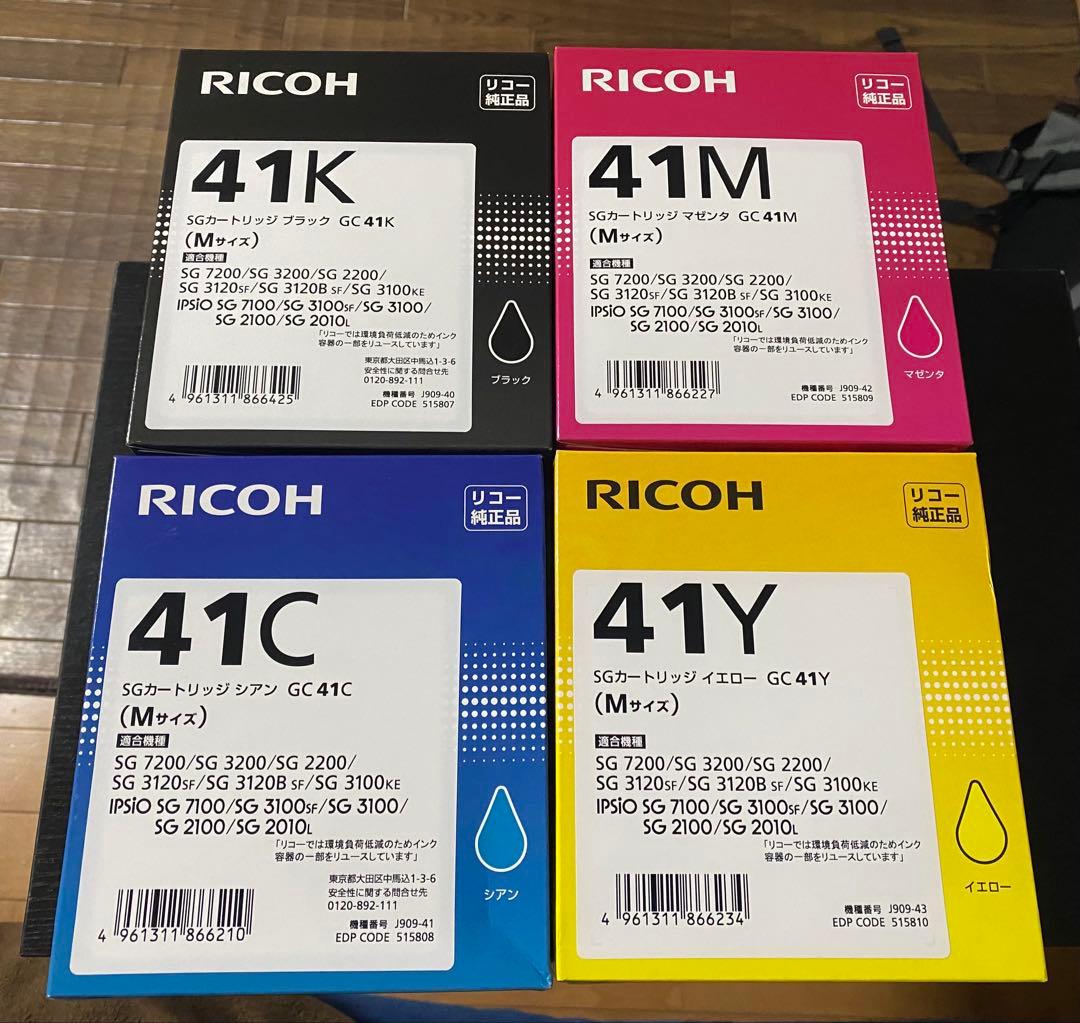 RICOH
リコー
純正品
41K
SGカートリッジ ブラック GC 41K
(Mサイズ)
適合機種
SG 7200/SG 3200/SG 2200/
SG 3120SF/SG 3120B SF/SG 3100KE
IPSiO SG 7100/SG 3100SF/SG 3100/
SG 2100/SG 2010L
「リコーでは環境負荷低減のためインク
容器の一部をリユースしています」
東京都大田区中馬込1-3-6
安全性に関する問合せ先
0120-892-111
機種番号 J909-40
EDP CODE 515807
4 961311 866425
ブラック
RICOH
リコー
純正品
41M
SGカートリッジ マゼンタ GC 41M
(Mサイズ)
適合機種
SG 7200/SG 3200/SG 2200/
SG 3120SF/SG 3120B SF/SG 3100KE
IPSiO SG 7100/SG 3100SF/SG 3100/
SG 2100/SG 2010L
「リコーでは環境負荷低減のためインク
容器の一部をリユースしています」
機種番号 J909-42
EDP CODE 515809
4 961311 866227
マゼンタ
RICOH
リコー
純正品
41C
SGカートリッジ シアン GC 41C
(Mサイズ)
適合機種
SG 7200/SG 3200/SG 2200/
SG 3120SF/SG 3120B SF/SG 3100KE
IPSiO SG 7100/SG 3100SF/SG 3100/
SG 2100/SG 2010L
「リコーでは環境負荷低減のためインク
容器の一部をリユースしています」
東京都大田区中馬込1-3-6
安全性に関する問合せ先
0120-892-111
機種番号 J909-41
EDP CODE 515808
4 961311 866210
シアン
RICOH
リコー
純正品
41Y
SGカートリッジ イエロー GC 41Y
(Mサイズ)
適合機種
SG 7200/SG 3200/SG 2200/
SG 3120SF/SG 3120B SF/SG 3100KE
IPSiO SG 7100/SG 3100SF/SG 3100/
SG 2100/SG 2010L
「リコーでは環境負荷低減のためインク
容器の一部をリユースしています」
機種番号 J909-43
EDP CODE 515810
4 961311 866234
イエロー